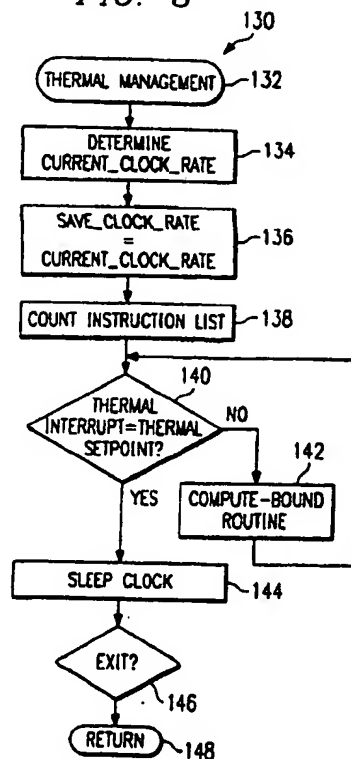 FIG. 8
130
THERMAL MANAGEMENT
132
DETERMINE
CURRENT_CLOCK_RATE
134
SAVE_CLOCK_RATE
=
CURRENT_CLOCK_RATE
136
COUNT INSTRUCTION LIST
138
140
THERMAL
INTERRUPT=THERMAL
SETPOINT?
NO
142
COMPUTE-BOUND
ROUTINE
YES
SLEEP CLOCK
144
EXIT?
146
RETURN
148